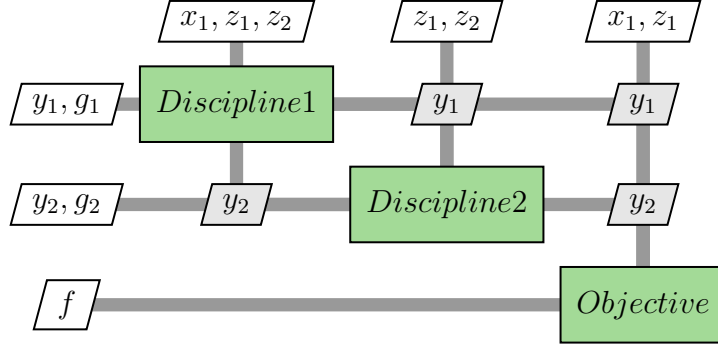 x₁, z₁, z₂ z₁, z₂ x₁, z₁
y₁, g₁ Discipline1 y₁ y₁
y₂, g₂ y₂ Discipline2 y₂
f Objective